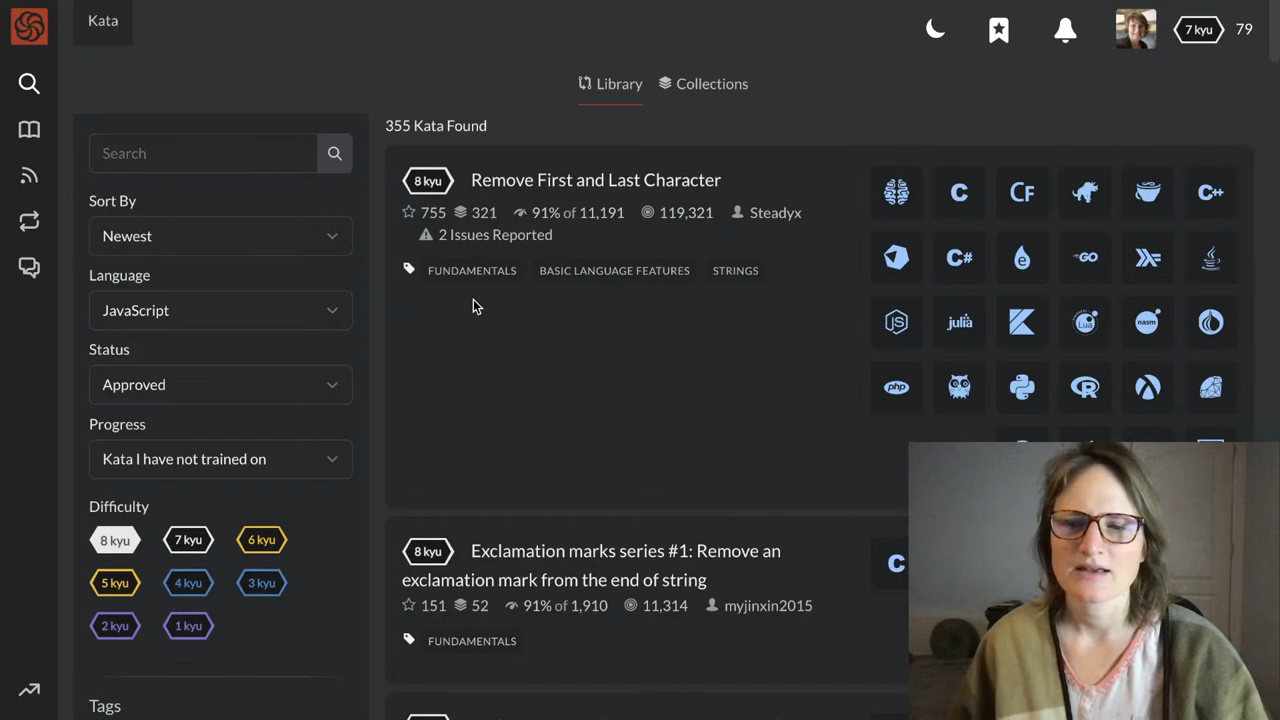 Kata
7 kyu 79
Library Collections
355 Kata Found
Search
Sort By
Newest
Language
JavaScript
Status
Approved
Progress
Kata I have not trained on
Difficulty
8 kyu 7 kyu 6 kyu
5 kyu 4 kyu 3 kyu
2 kyu 1 kyu
Tags
8 kyu Remove First and Last Character
755 321 91% of 11,191 119,321 Steadyx
2 Issues Reported
FUNDAMENTALS BASIC LANGUAGE FEATURES STRINGS
C CF C++
C# e GO
JS julia Lua nasm
php R
8 kyu Exclamation marks series #1: Remove an
exclamation mark from the end of string
151 52 91% of 1,910 11,314 myjinxin2015
FUNDAMENTALS
C